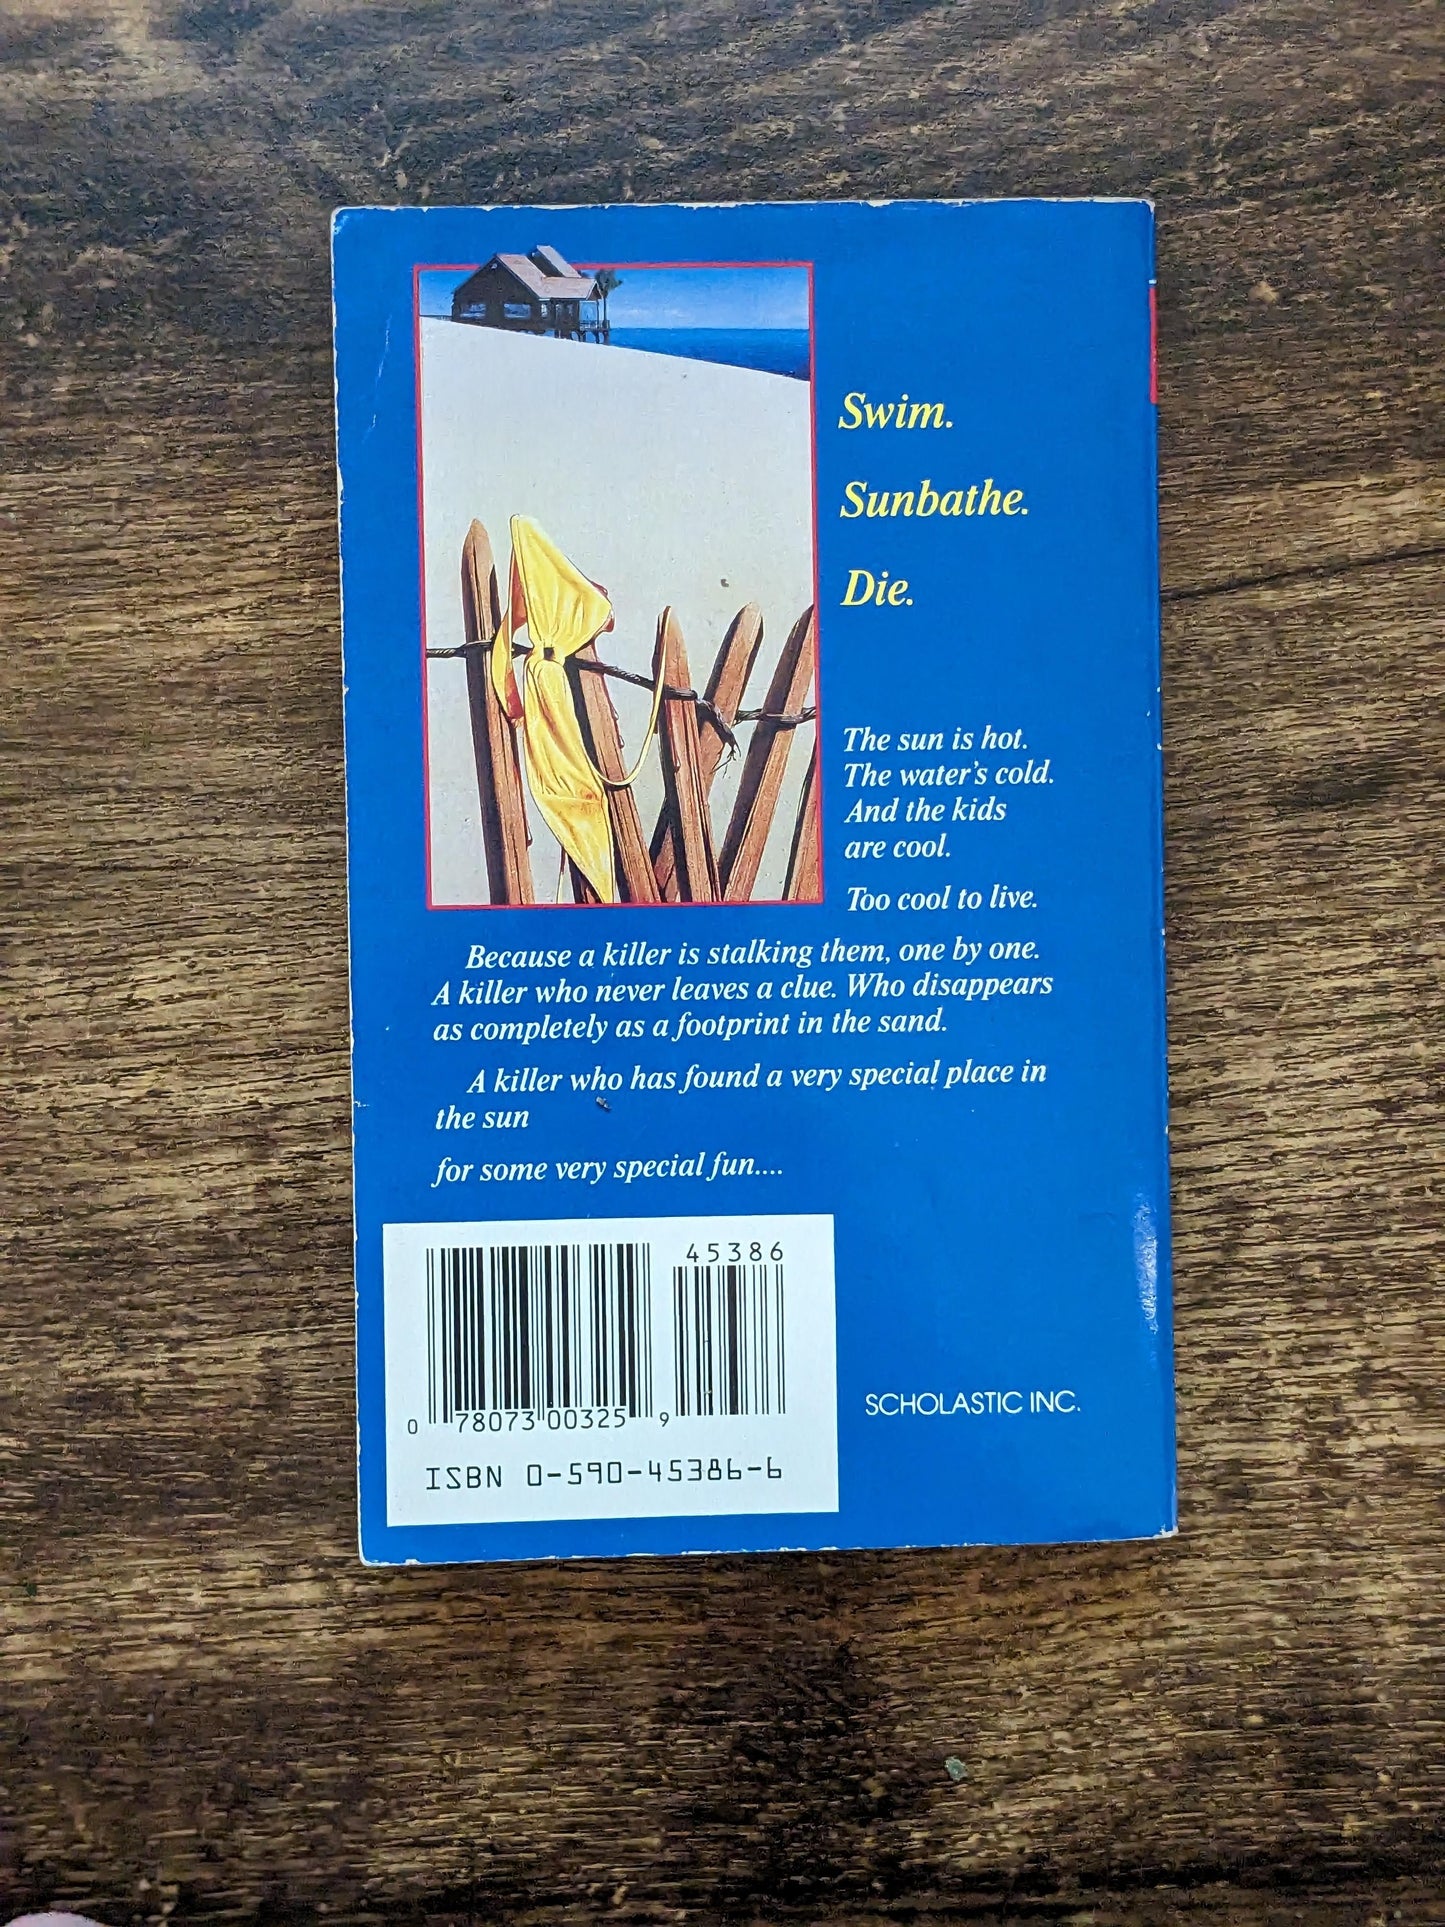 Swim.
Sunbathe.
Die.
The sun is hot.
The water's cold.
And the kids
are cool.
Too cool to live.
Because a killer is stalking them, one by one.
A killer who never leaves a clue. Who disappears
as completely as a footprint in the sand.
A killer who has found a very special place in
the sun
for some very special fun....
45386
0 78073 00325 9
ISBN 0-590-45386-6
SCHOLASTIC INC.